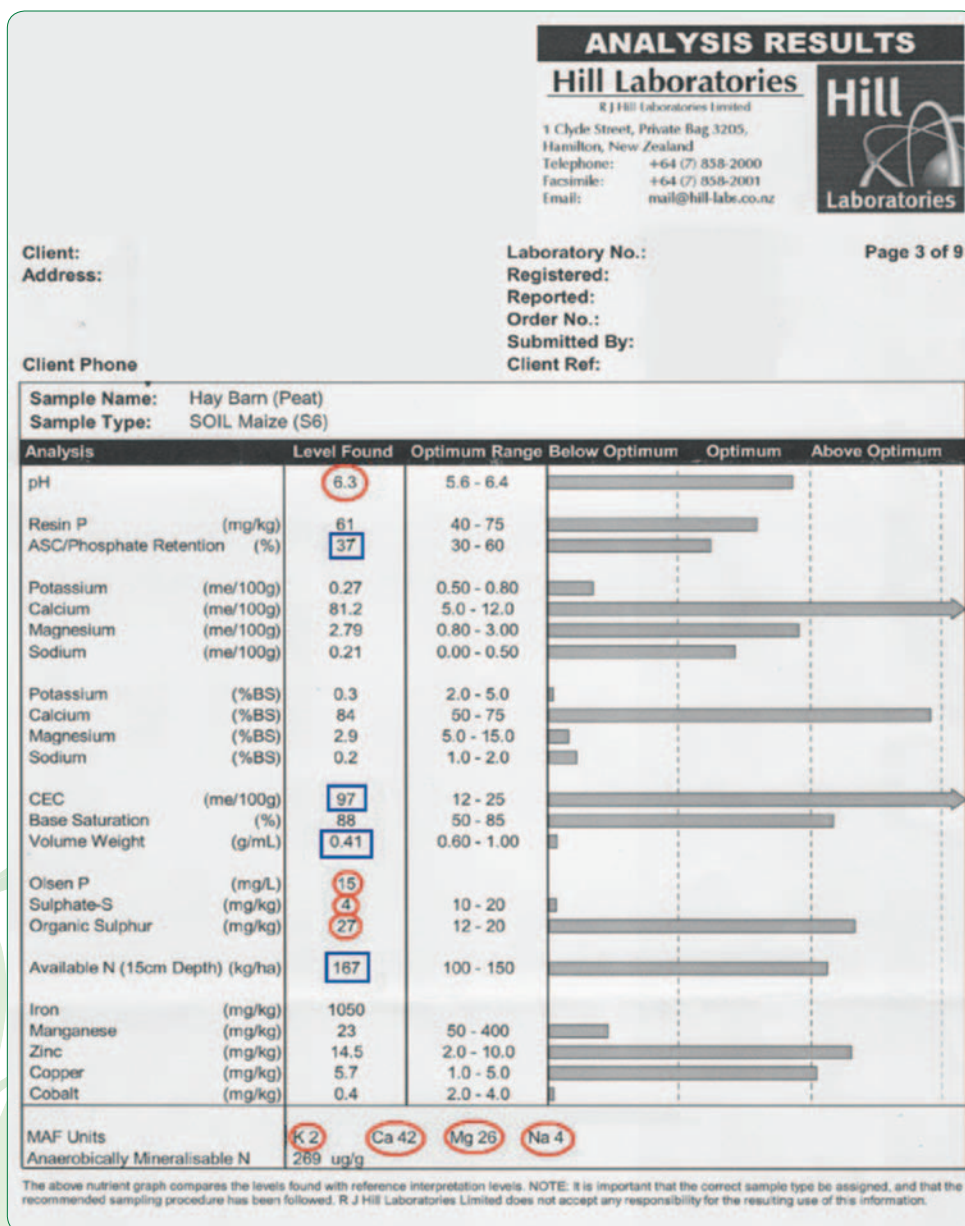 ANALYSIS RESULTS
Hill Laboratories
R J Hill Laboratories Limited
1 Clyde Street, Private Bag 3205,
Hamilton, New Zealand
Telephone: +64 (7) 858-2000
Facsimile: +64 (7) 858-2001
Email: mail@hill-labs.co.nz
Hill
Laboratories
Client: Laboratory No.: Page 3 of 9
Address: Registered:
Reported:
Order No.:
Submitted By:
Client Phone Client Ref:
Sample Name: Hay Barn (Peat)
Sample Type: SOIL Maize (S6)
Analysis Level Found Optimum Range Below Optimum Optimum Above Optimum
pH 6.3 5.6 - 6.4
Resin P (mg/kg) 61 40 - 75
ASC/Phosphate Retention (%) 37 30 - 60
Potassium (me/100g) 0.27 0.50 - 0.80
Calcium (me/100g) 81.2 5.0 - 12.0
Magnesium (me/100g) 2.79 0.80 - 3.00
Sodium (me/100g) 0.21 0.00 - 0.50
Potassium (%BS) 0.3 2.0 - 5.0
Calcium (%BS) 84 50 - 75
Magnesium (%BS) 2.9 5.0 - 15.0
Sodium (%BS) 0.2 1.0 - 2.0
CEC (me/100g) 97 12 - 25
Base Saturation (%) 88 50 - 85
Volume Weight (g/mL) 0.41 0.60 - 1.00
Olsen P (mg/L) 15
Sulphate-S (mg/kg) 4 10 - 20
Organic Sulphur (mg/kg) 27 12 - 20
Available N (15cm Depth) (kg/ha) 167 100 - 150
Iron (mg/kg) 1050
Manganese (mg/kg) 23 50 - 400
Zinc (mg/kg) 14.5 2.0 - 10.0
Copper (mg/kg) 5.7 1.0 - 5.0
Cobalt (mg/kg) 0.4 2.0 - 4.0
MAF Units K 2 Ca 42 Mg 26 Na 4
Anaerobically Mineralisable N 269 ug/g
The above nutrient graph compares the levels found with reference interpretation levels. NOTE: It is important that the correct sample type be assigned, and that the
recommended sampling procedure has been followed. R J Hill Laboratories Limited does not accept any responsibility for the resulting use of this information.